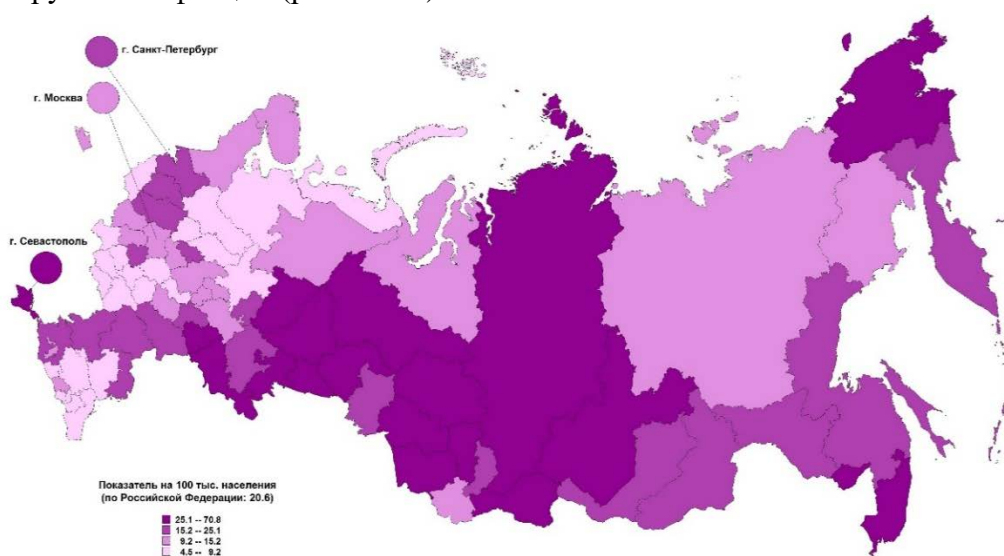 г. Санкт-Петербург
г. Москва
г. Севастополь
Показатель на 100 тыс. населения
(по Российской Федерации: 20.6)
25.1 -- 70.8
15.2 -- 25.1
9.2 -- 15.2
4.5 -- 9.2